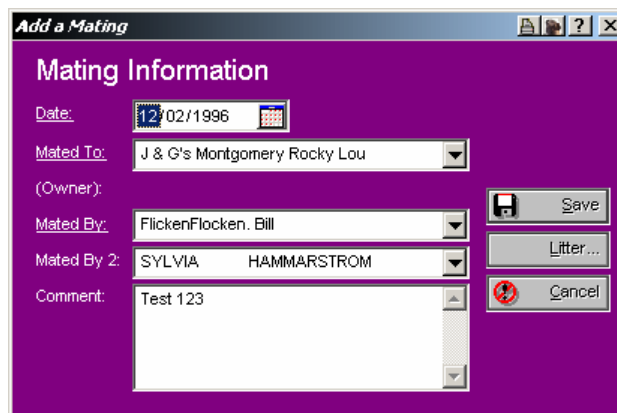 Add a Mating
?
Mating Information
Date: 12/02/1996
Mated To: J & G's Montgomery Rocky Lou
(Owner):
Mated By: FlickenFlocken. Bill
Mated By 2: SYLVIA HAMMARSTROM
Comment: Test 123
Save
Litter...
Cancel